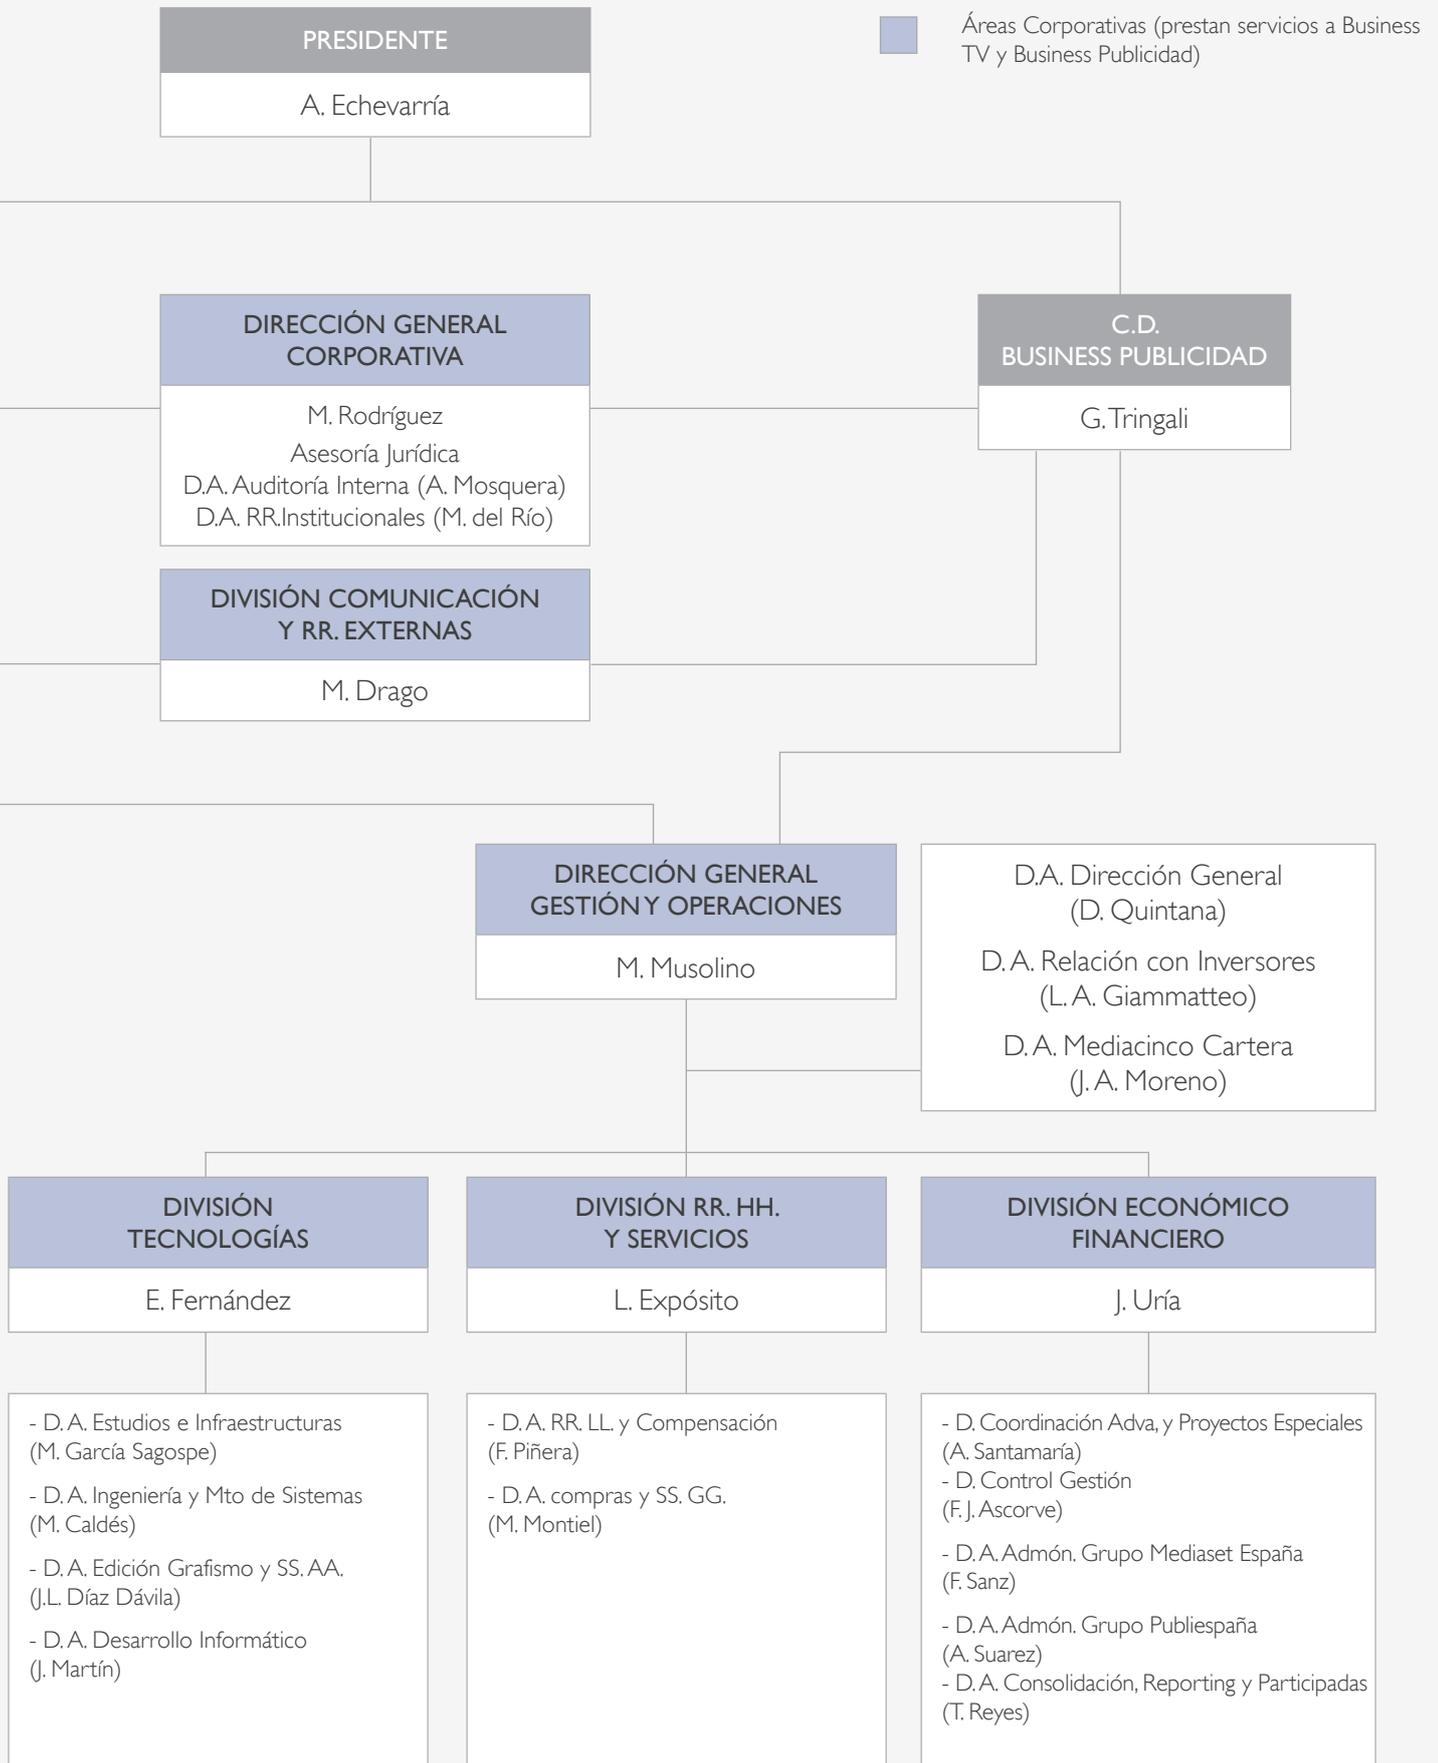 PRESIDENTE
A. Echevarría
Áreas Corporativas (prestan servicios a Business
TV y Business Publicidad)
DIRECCIÓN GENERAL
CORPORATIVA
M. Rodríguez
Asesoría Jurídica
D.A. Auditoría Interna (A. Mosquera)
D.A. RR.Institucionales (M. del Río)
C.D.
BUSINESS PUBLICIDAD
G. Tringali
DIVISIÓN COMUNICACIÓN
Y RR. EXTERNAS
M. Drago
DIRECCIÓN GENERAL
GESTIÓN Y OPERACIONES
M. Musolino
D.A. Dirección General
(D. Quintana)
D. A. Relación con Inversores
(L. A. Giammatteo)
D. A. Mediacinco Cartera
(J. A. Moreno)
DIVISIÓN
TECNOLOGÍAS
E. Fernández
- D. A. Estudios e Infraestructuras
(M. García Sagospe)
- D. A. Ingeniería y Mto de Sistemas
(M. Caldés)
- D. A. Edición Grafismo y SS. AA.
(J.L. Díaz Dávila)
- D. A. Desarrollo Informático
(J. Martín)
DIVISIÓN RR. HH.
Y SERVICIOS
L. Expósito
- D. A. RR. LL. y Compensación
(F. Piñera)
- D. A. compras y SS. GG.
(M. Montiel)
DIVISIÓN ECONÓMICO
FINANCIERO
J. Uría
- D. Coordinación Adva, y Proyectos Especiales
(A. Santamaría)
- D. Control Gestión
(F. J. Ascorve)
- D. A. Admón. Grupo Mediaset España
(F. Sanz)
- D. A. Admón. Grupo Publiespaña
(A. Suarez)
- D. A. Consolidación, Reporting y Participadas
(T. Reyes)